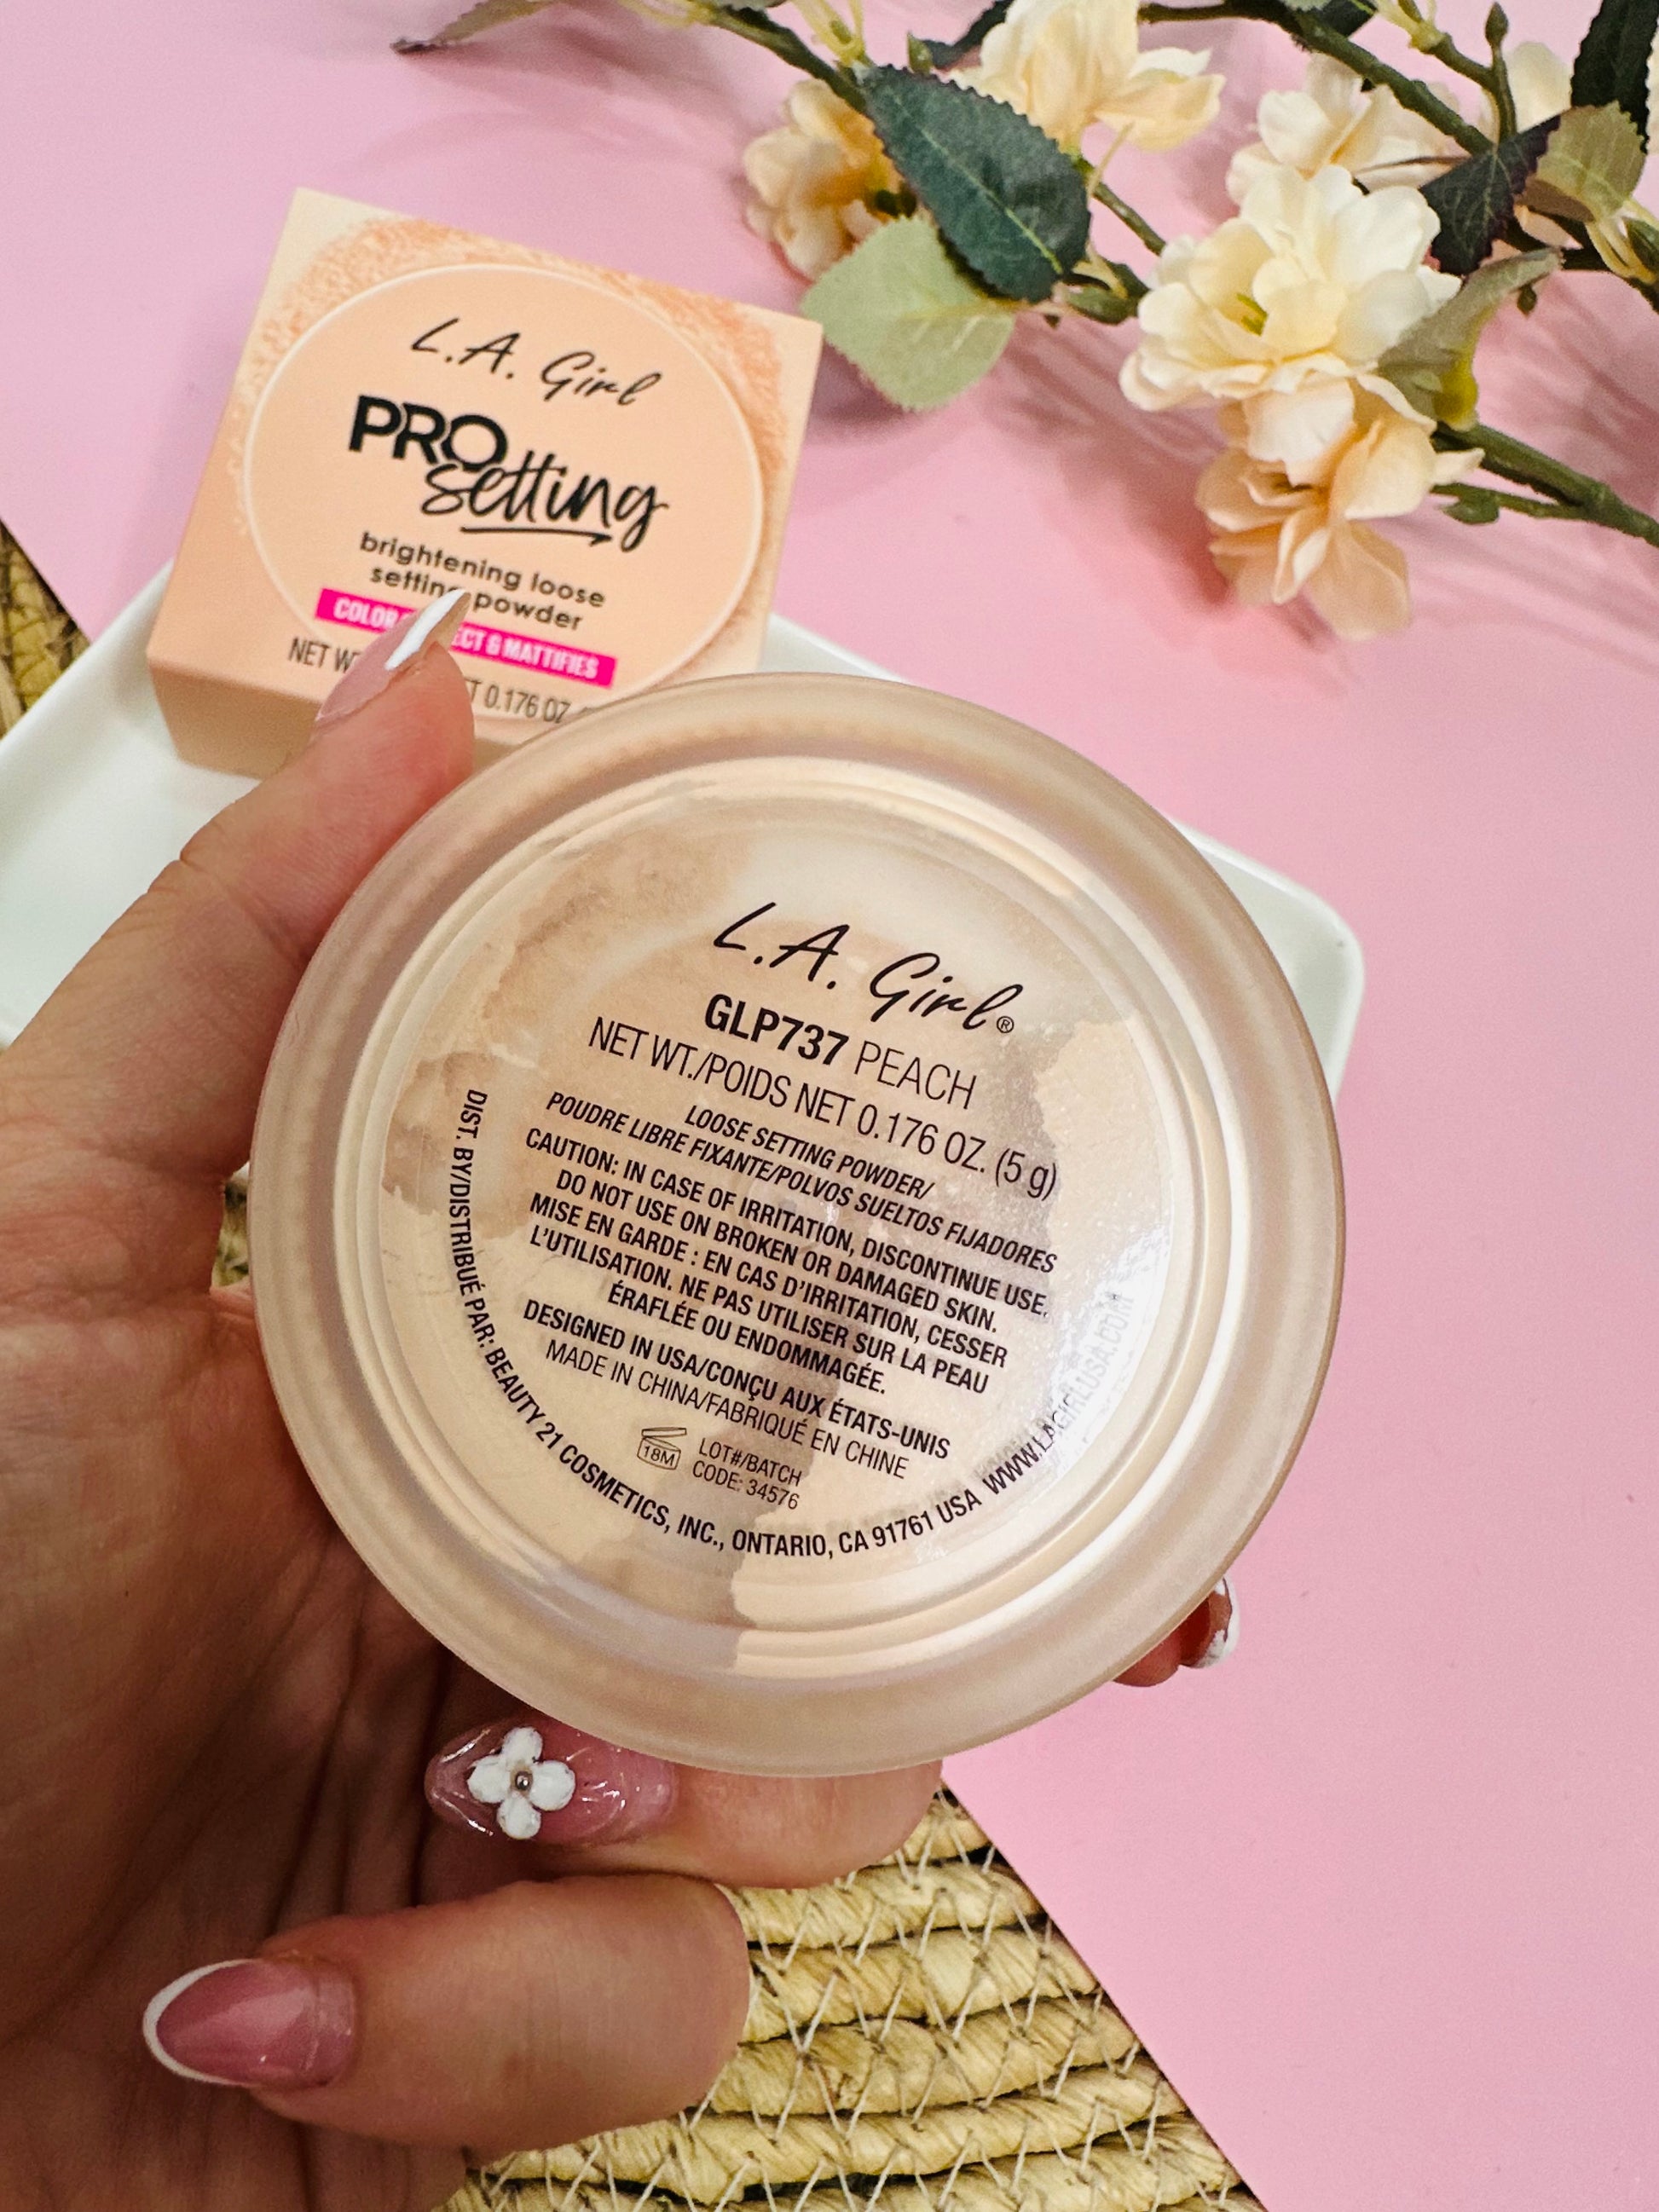 L.A. Girl
PRO
setting
brightening loose
setting powder
COLOR & MATTIFIES
NET 0.176 OZ
L.A. Girl®
GLP737 PEACH
NET WT./POIDS NET 0.176 OZ. (5 g)
LOOSE SETTING POWDER/
POUDRE LIBRE FIXANTE/POLVOS SUELTOS FIJADORES
CAUTION: IN CASE OF IRRITATION, DISCONTINUE USE.
DO NOT USE ON BROKEN OR DAMAGED SKIN.
MISE EN GARDE : EN CAS D'IRRITATION, CESSER
L'UTILISATION. NE PAS UTILISER SUR LA PEAU
ÉRAFLÉE OU ENDOMMAGÉE.
DESIGNED IN USA/CONÇU AUX ÉTATS-UNIS
MADE IN CHINA/FABRIQUÉ EN CHINE
18M
LOT#/BATCH
CODE: 34576
DIST. BY/DISTRIBUÉ PAR: BEAUTY 21 COSMETICS, INC., ONTARIO, CA 91761 USA WWW.LAGIRLUSA.COM